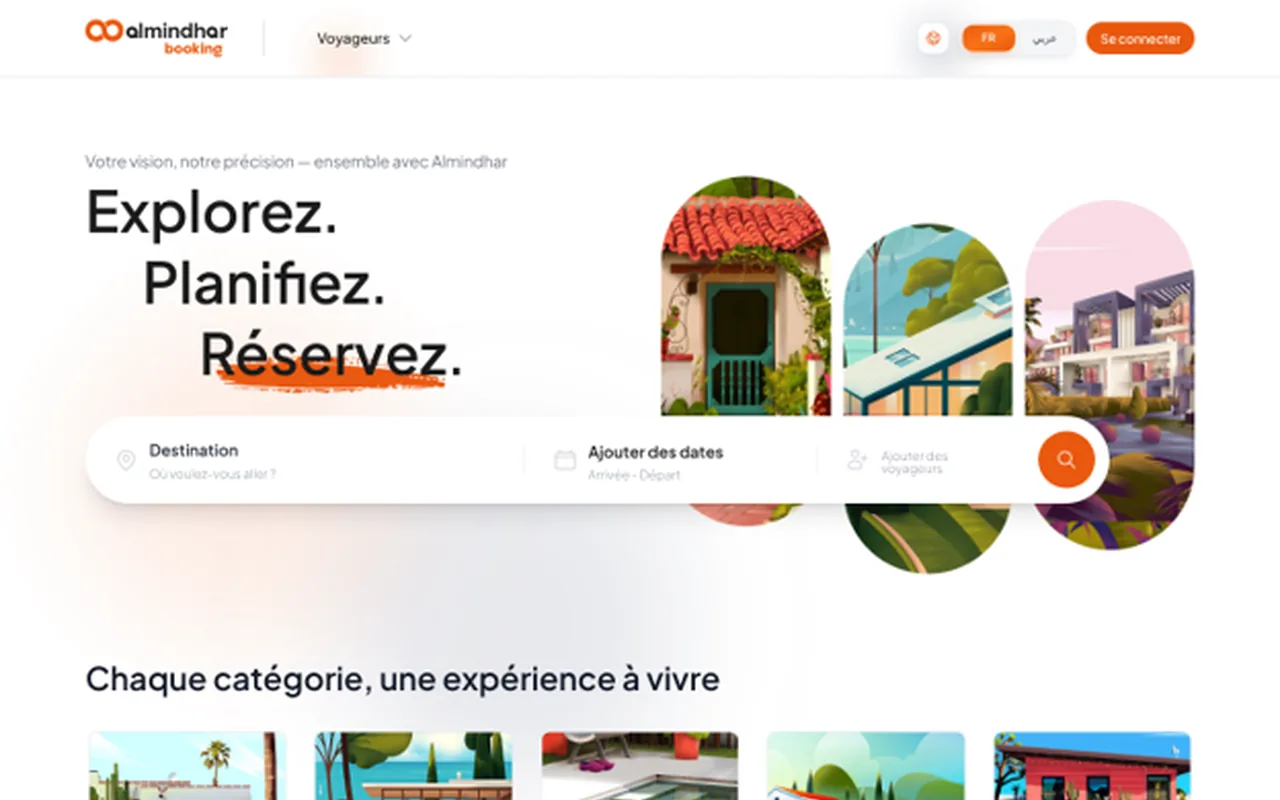 almindhar
booking
Voyageurs
FR
عربي
Se connecter
Votre vision, notre précision — ensemble avec Almindhar
Explorez.
Planifiez.
Réservez.
Destination
Où voulez-vous aller ?
Ajouter des dates
Arrivée - Départ
Ajouter des
voyageurs
Chaque catégorie, une expérience à vivre